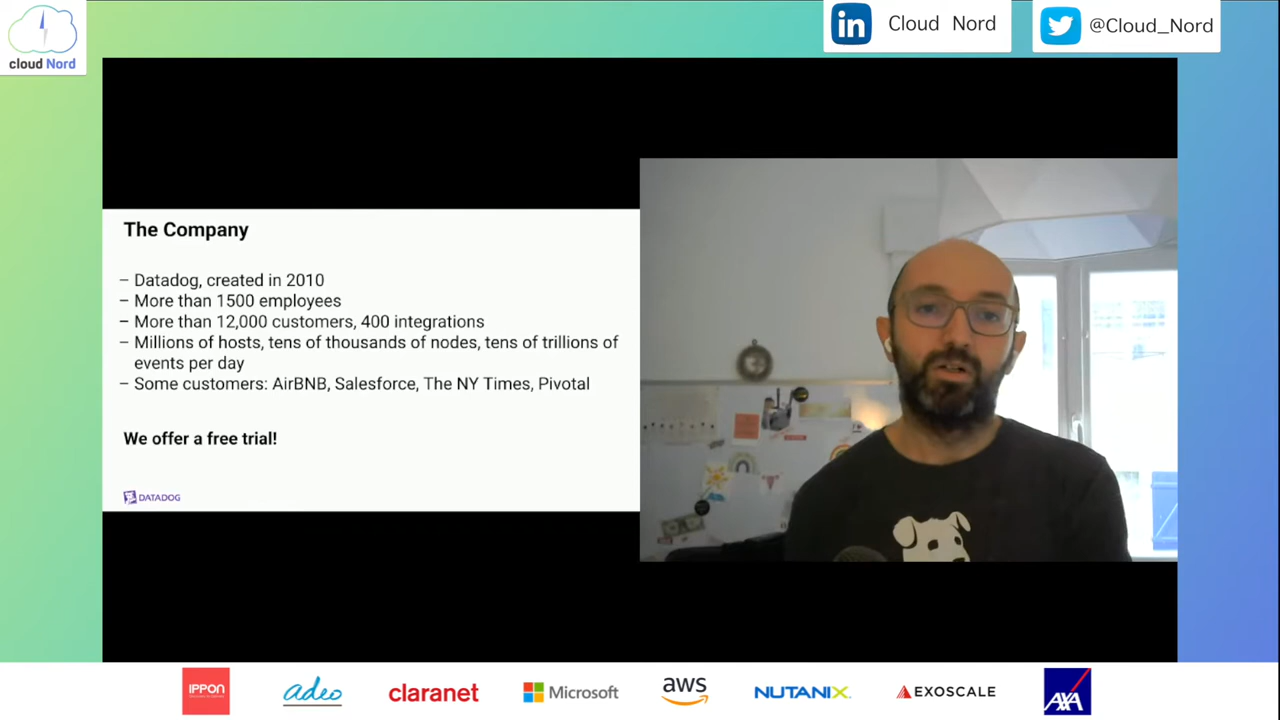 cloud Nord
Cloud Nord
@Cloud_Nord
The Company
– Datadog, created in 2010
– More than 1500 employees
– More than 12,000 customers, 400 integrations
– Millions of hosts, tens of thousands of nodes, tens of trillions of
events per day
– Some customers: AirBNB, Salesforce, The NY Times, Pivotal
We offer a free trial!
DATADOG
IPPON
adeo
claranet
Microsoft
aws
NUTANIX.
EXOSCALE
AXA